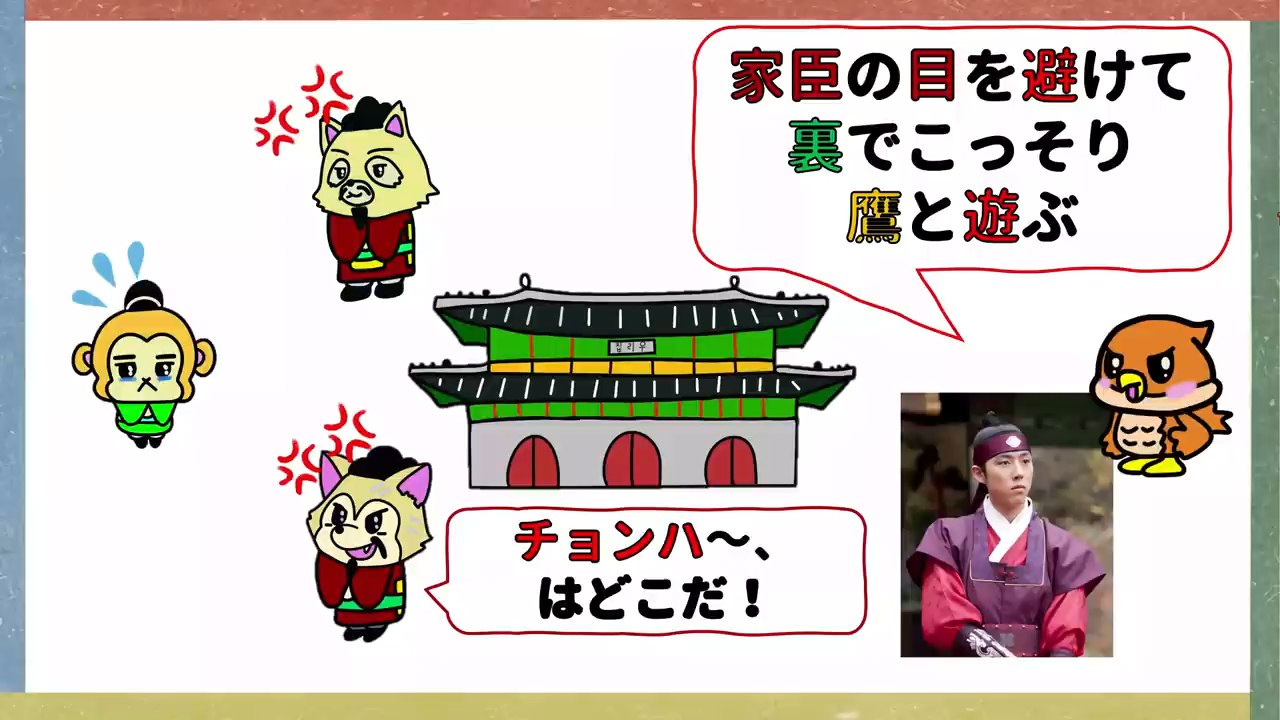 家臣の目を避けて
裏でこっそり
鷹と遊ぶ
チョンハ〜、
はどこだ！